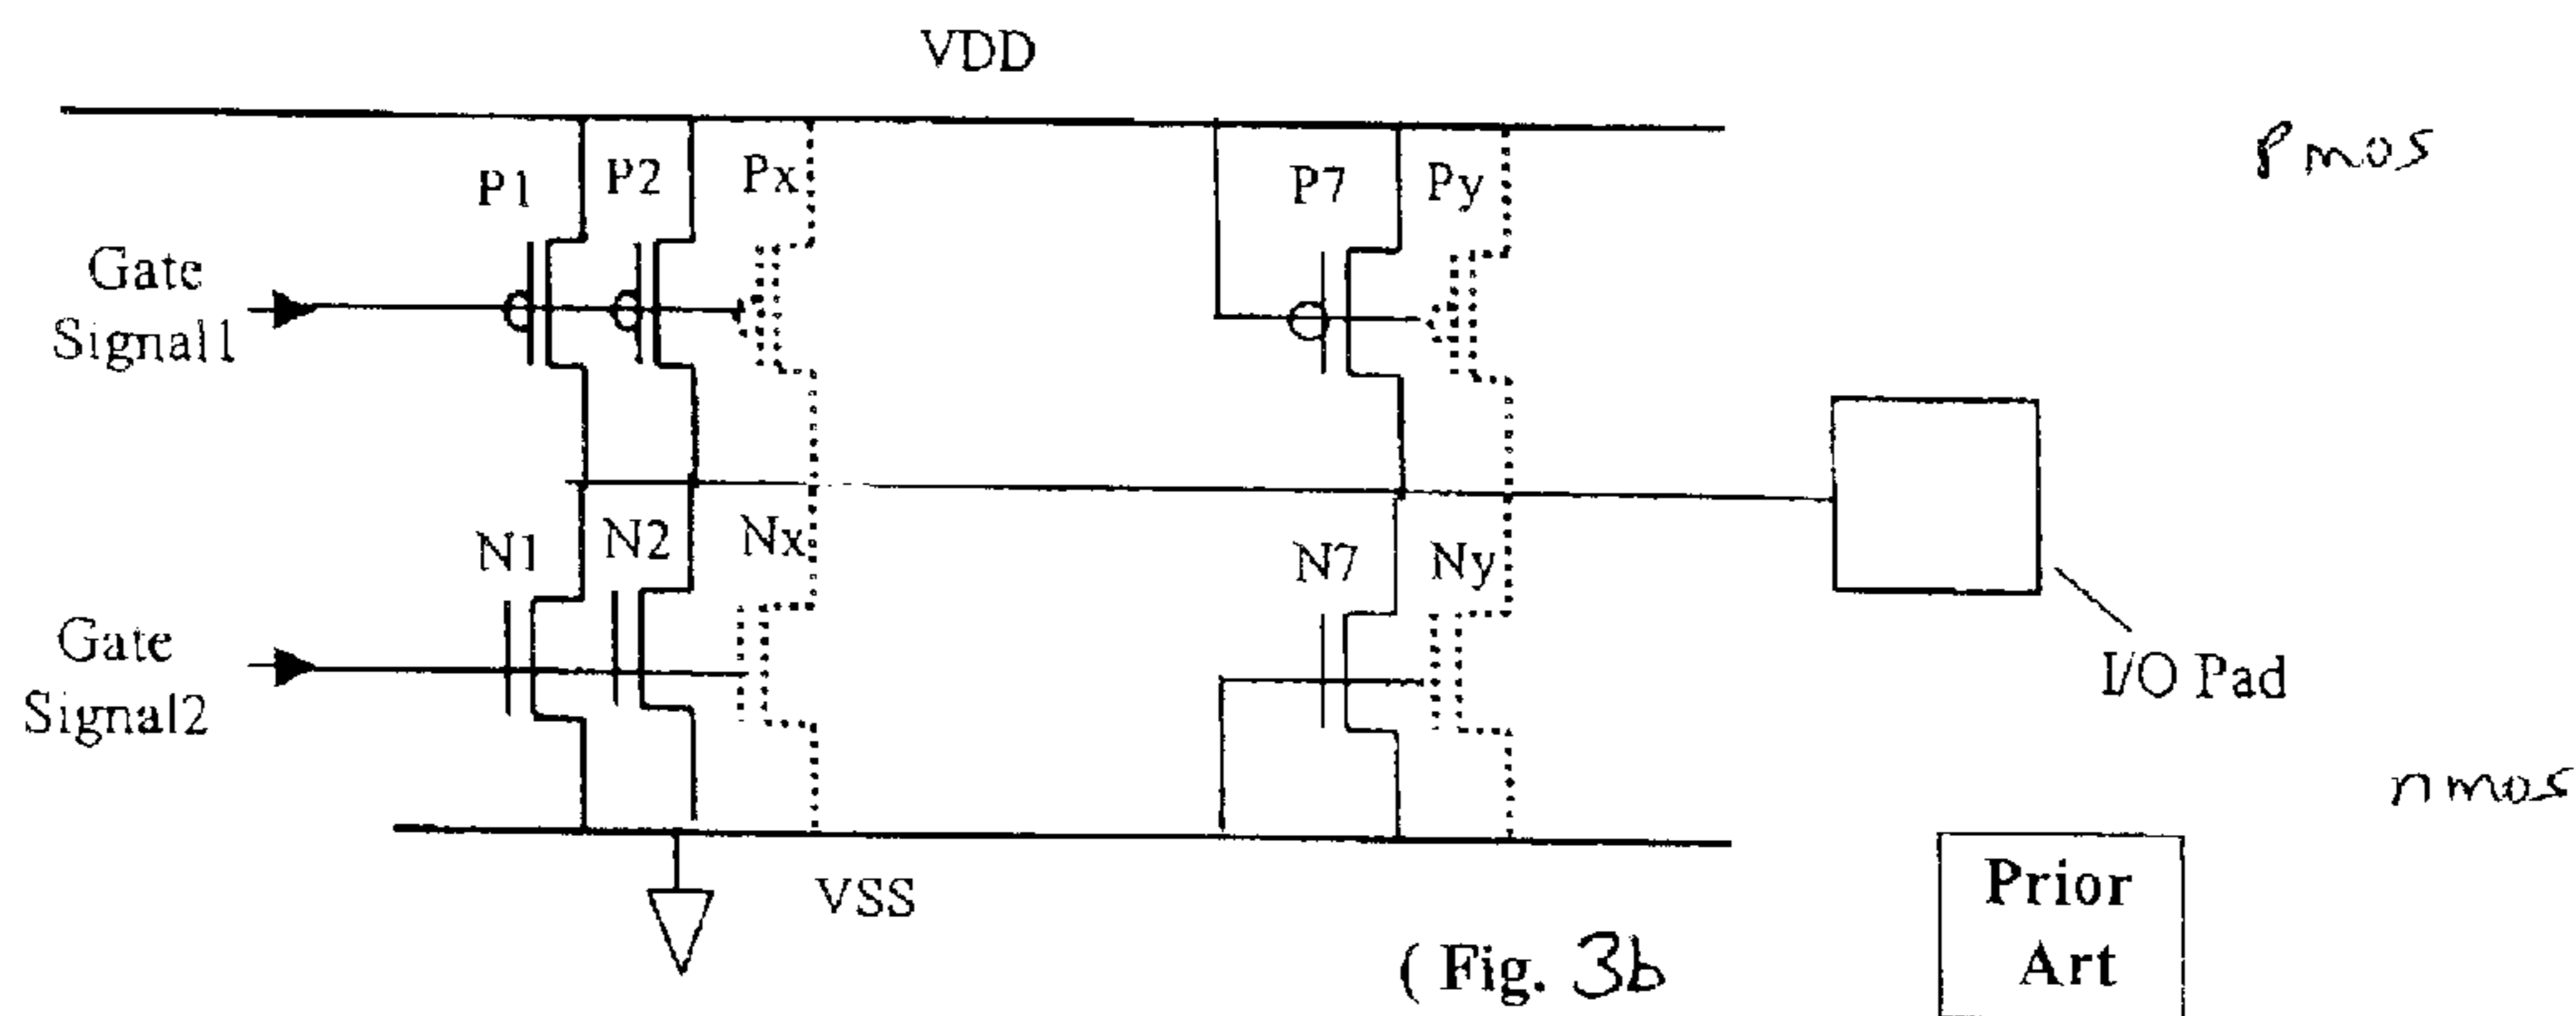 VDD
Pmos
P1 P2 Px P7 Py
Gate
Signal1
N1 N2 Nx N7 Ny
Gate
Signal2
I/O Pad
nmos
VSS
(Fig. 3b
Prior
Art